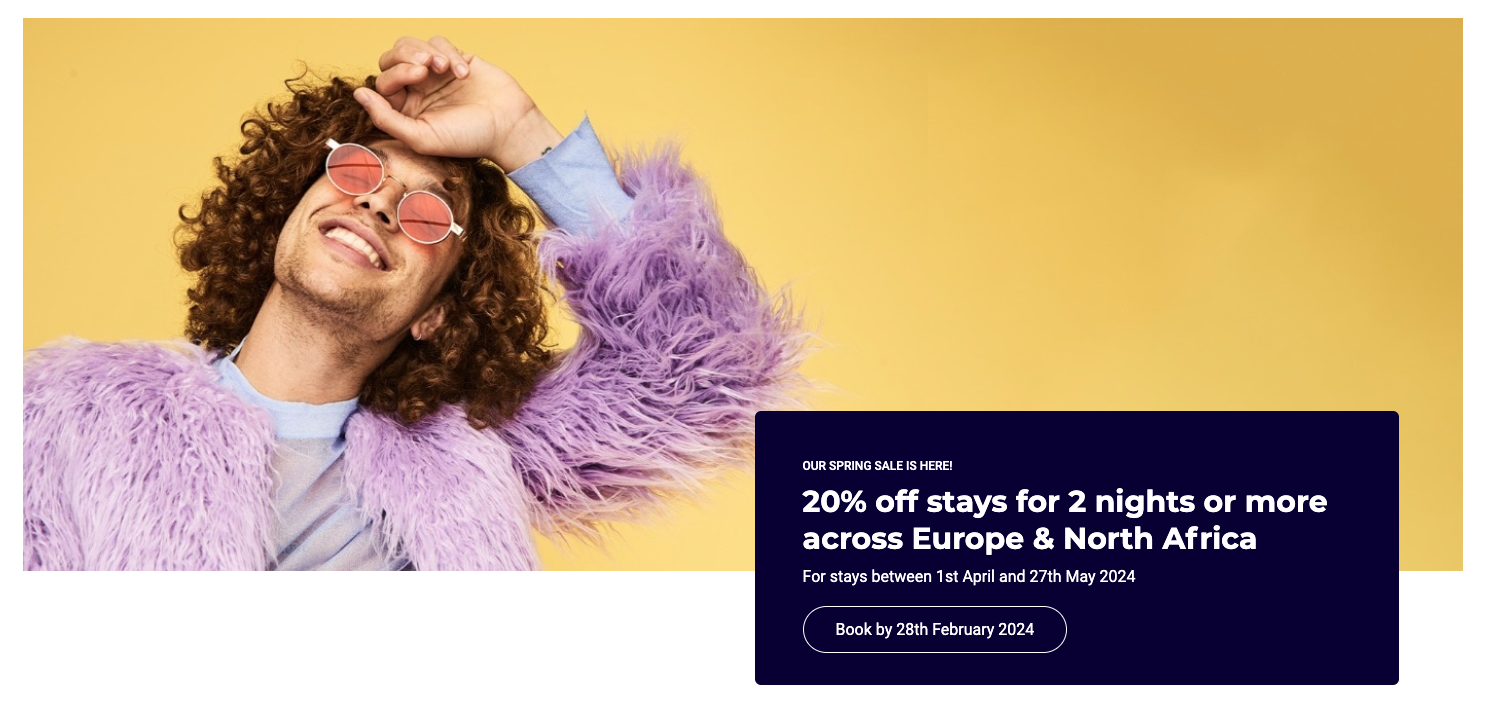 OUR SPRING SALE IS HERE!
20% off stays for 2 nights or more
across Europe & North Africa
For stays between 1st April and 27th May 2024
Book by 28th February 2024